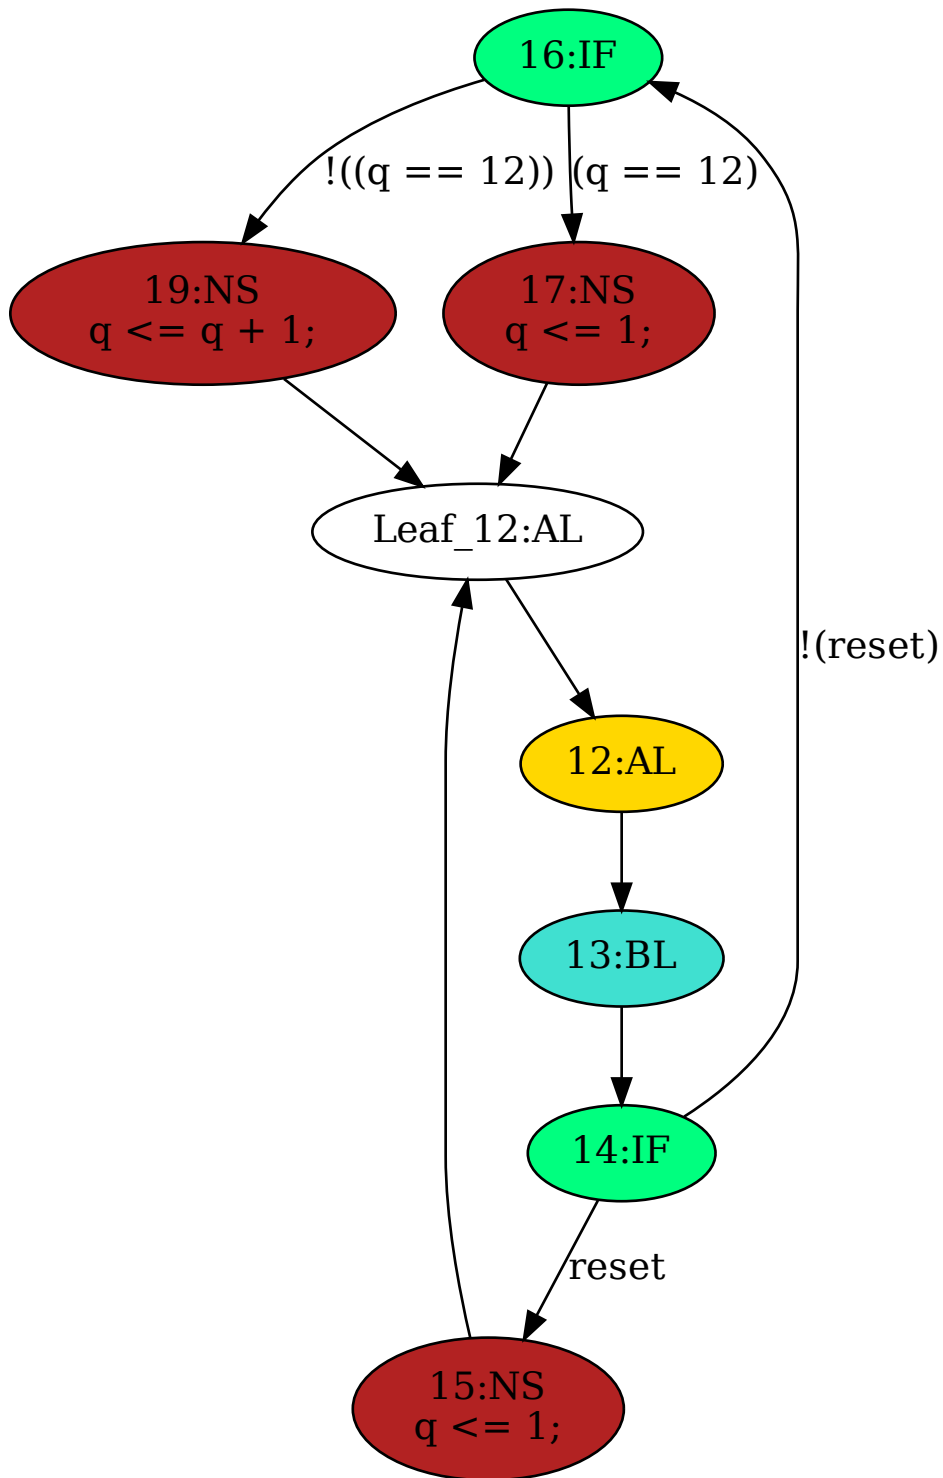 16:IF
!((q == 12))
(q == 12)
19:NS
q <= q + 1;
17:NS
q <= 1;
Leaf_12:AL
!(reset)
12:AL
13:BL
14:IF
reset
15:NS
q <= 1;